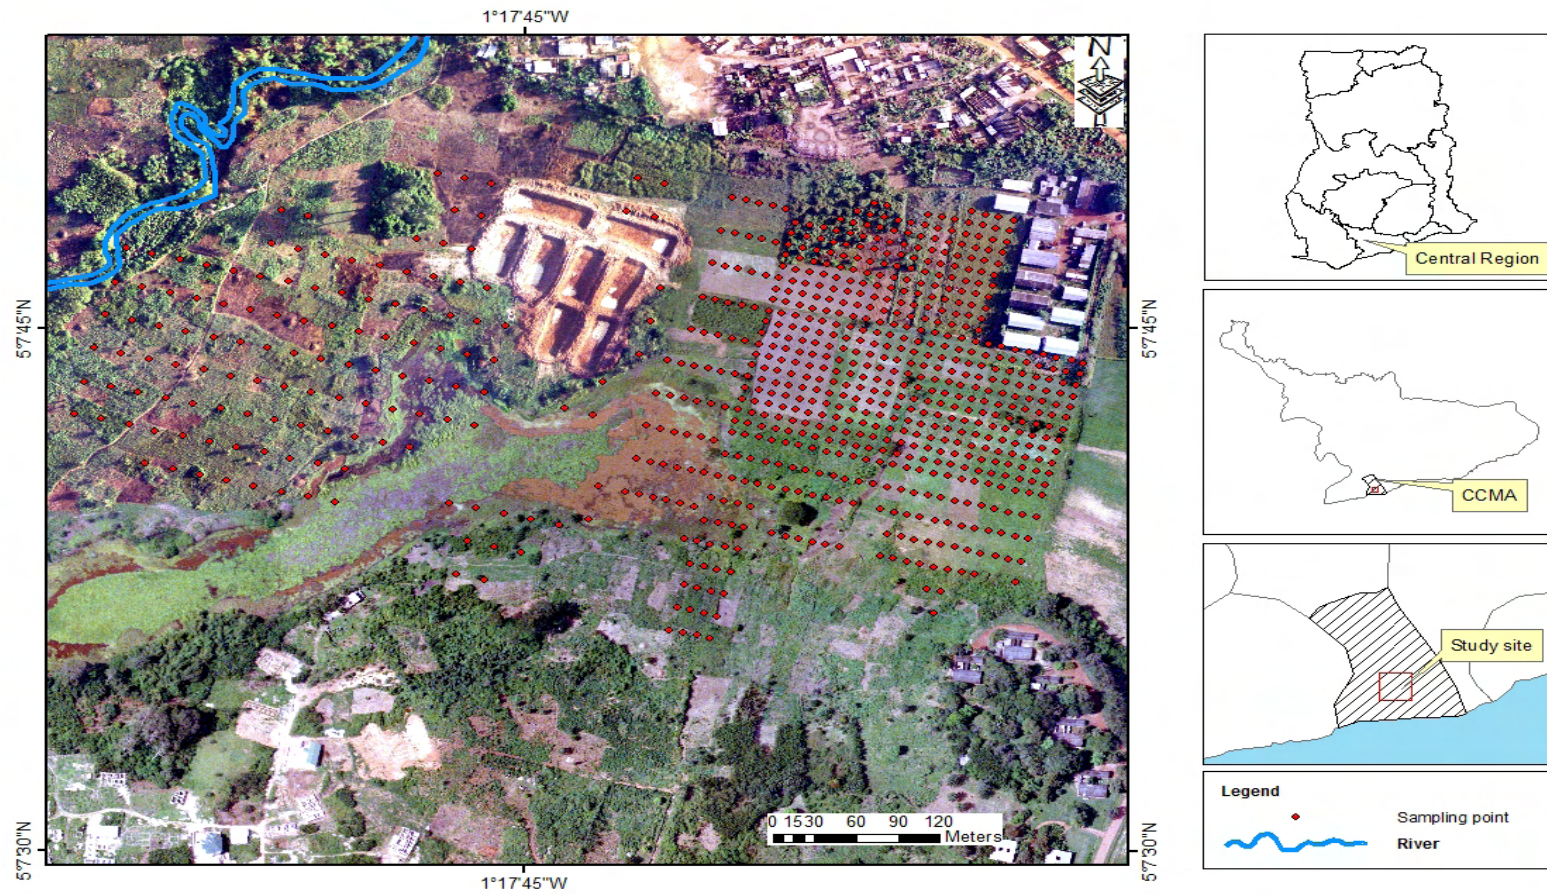 1°17'45"W
N
Central Region
5°7'45"N
5°7'45"N
CCMA
Study site
Legend
Sampling point
River
0 15 30 60 90 120
Meters
5°7'30"N
5°7'30"N
1°17'45"W